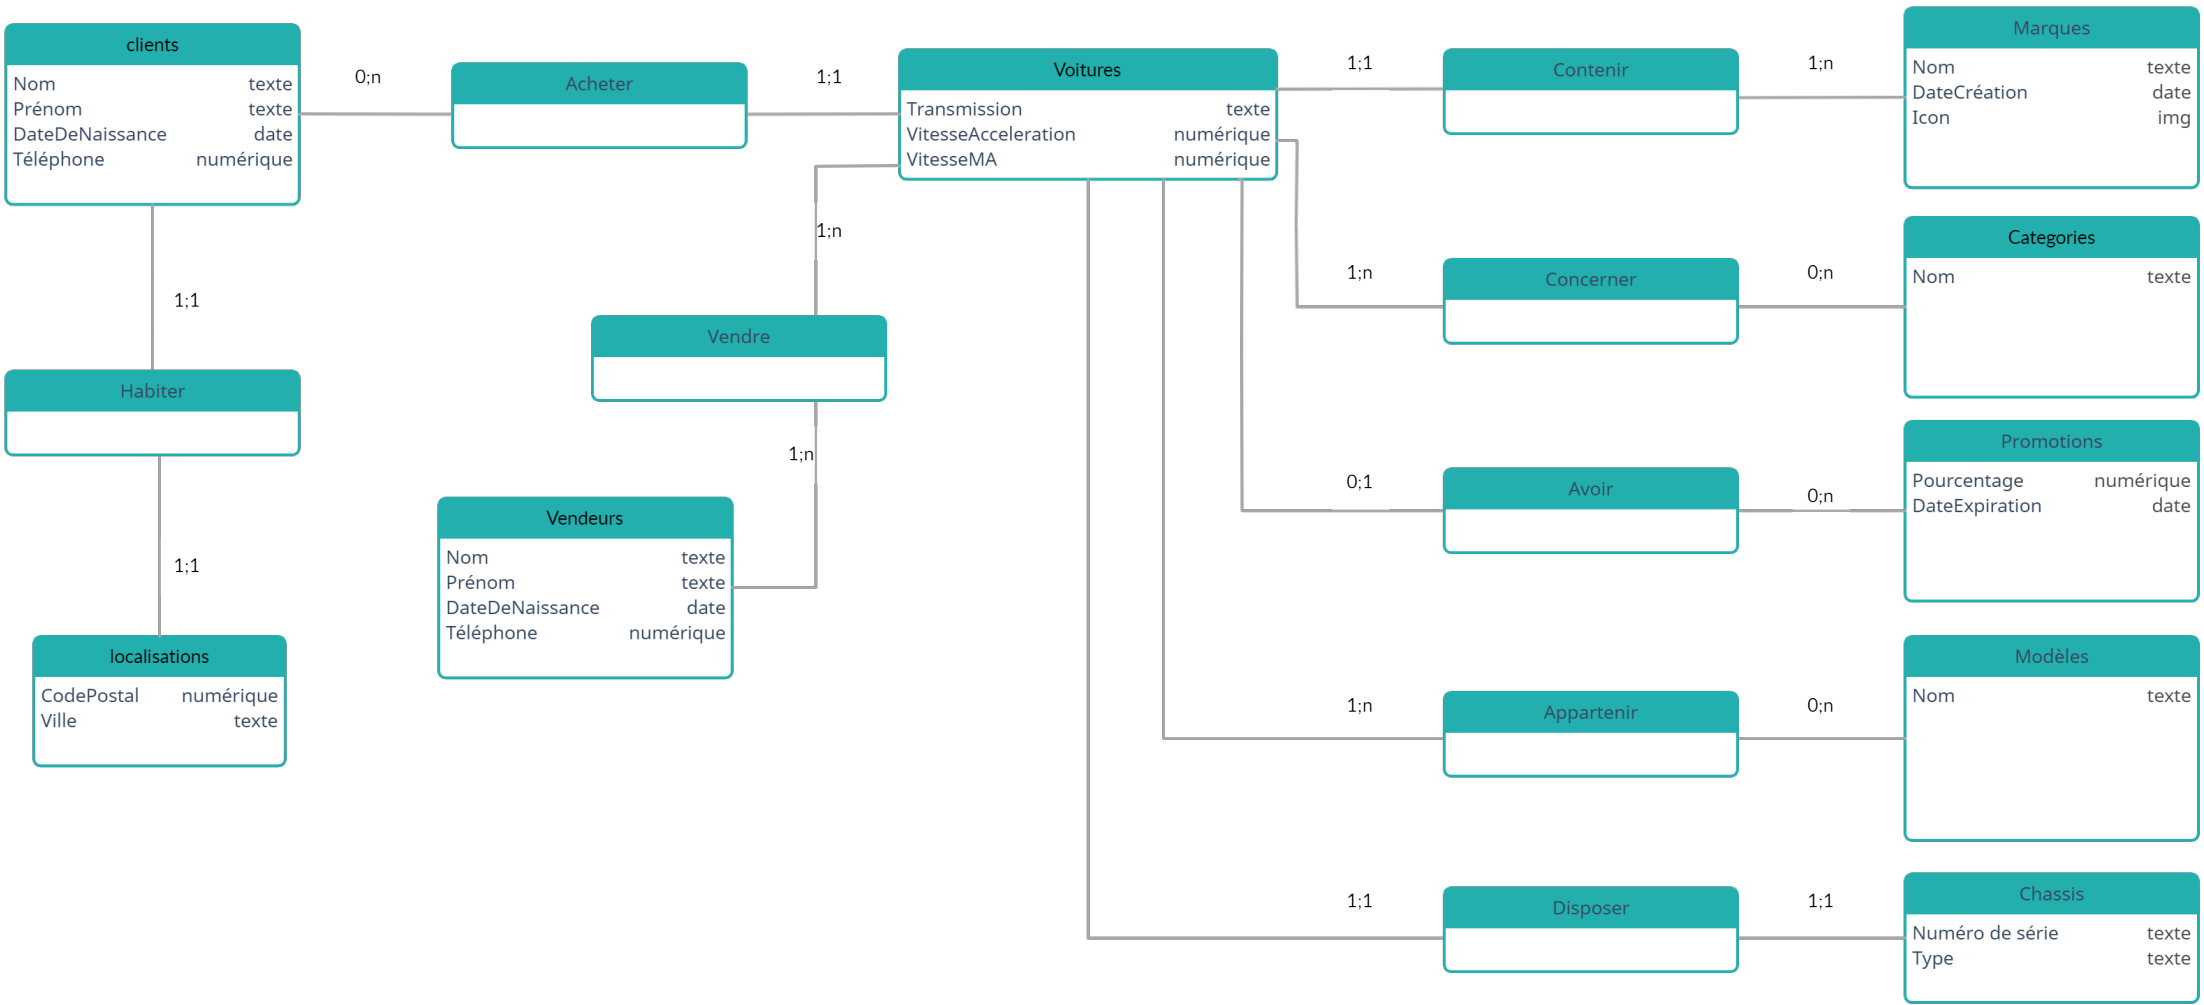 clients
Nom texte
Prénom texte
DateDeNaissance date
Téléphone numérique
0;n
Acheter
1;1
Voitures
Transmission texte
VitesseAcceleration numérique
VitesseMA numérique
1;1
Contenir
1;n
Marques
Nom texte
DateCréation date
Icon img
1;n
Concerner
0;n
Categories
Nom texte
1;n
Vendre
1;n
Vendeurs
Nom texte
Prénom texte
DateDeNaissance date
Téléphone numérique
1;1
Habiter
1;1
localisations
CodePostal numérique
Ville texte
0;1
Avoir
0;n
Promotions
Pourcentage numérique
DateExpiration date
1;n
Appartenir
0;n
Modèles
Nom texte
1;1
Disposer
1;1
Chassis
Numéro de série texte
Type texte